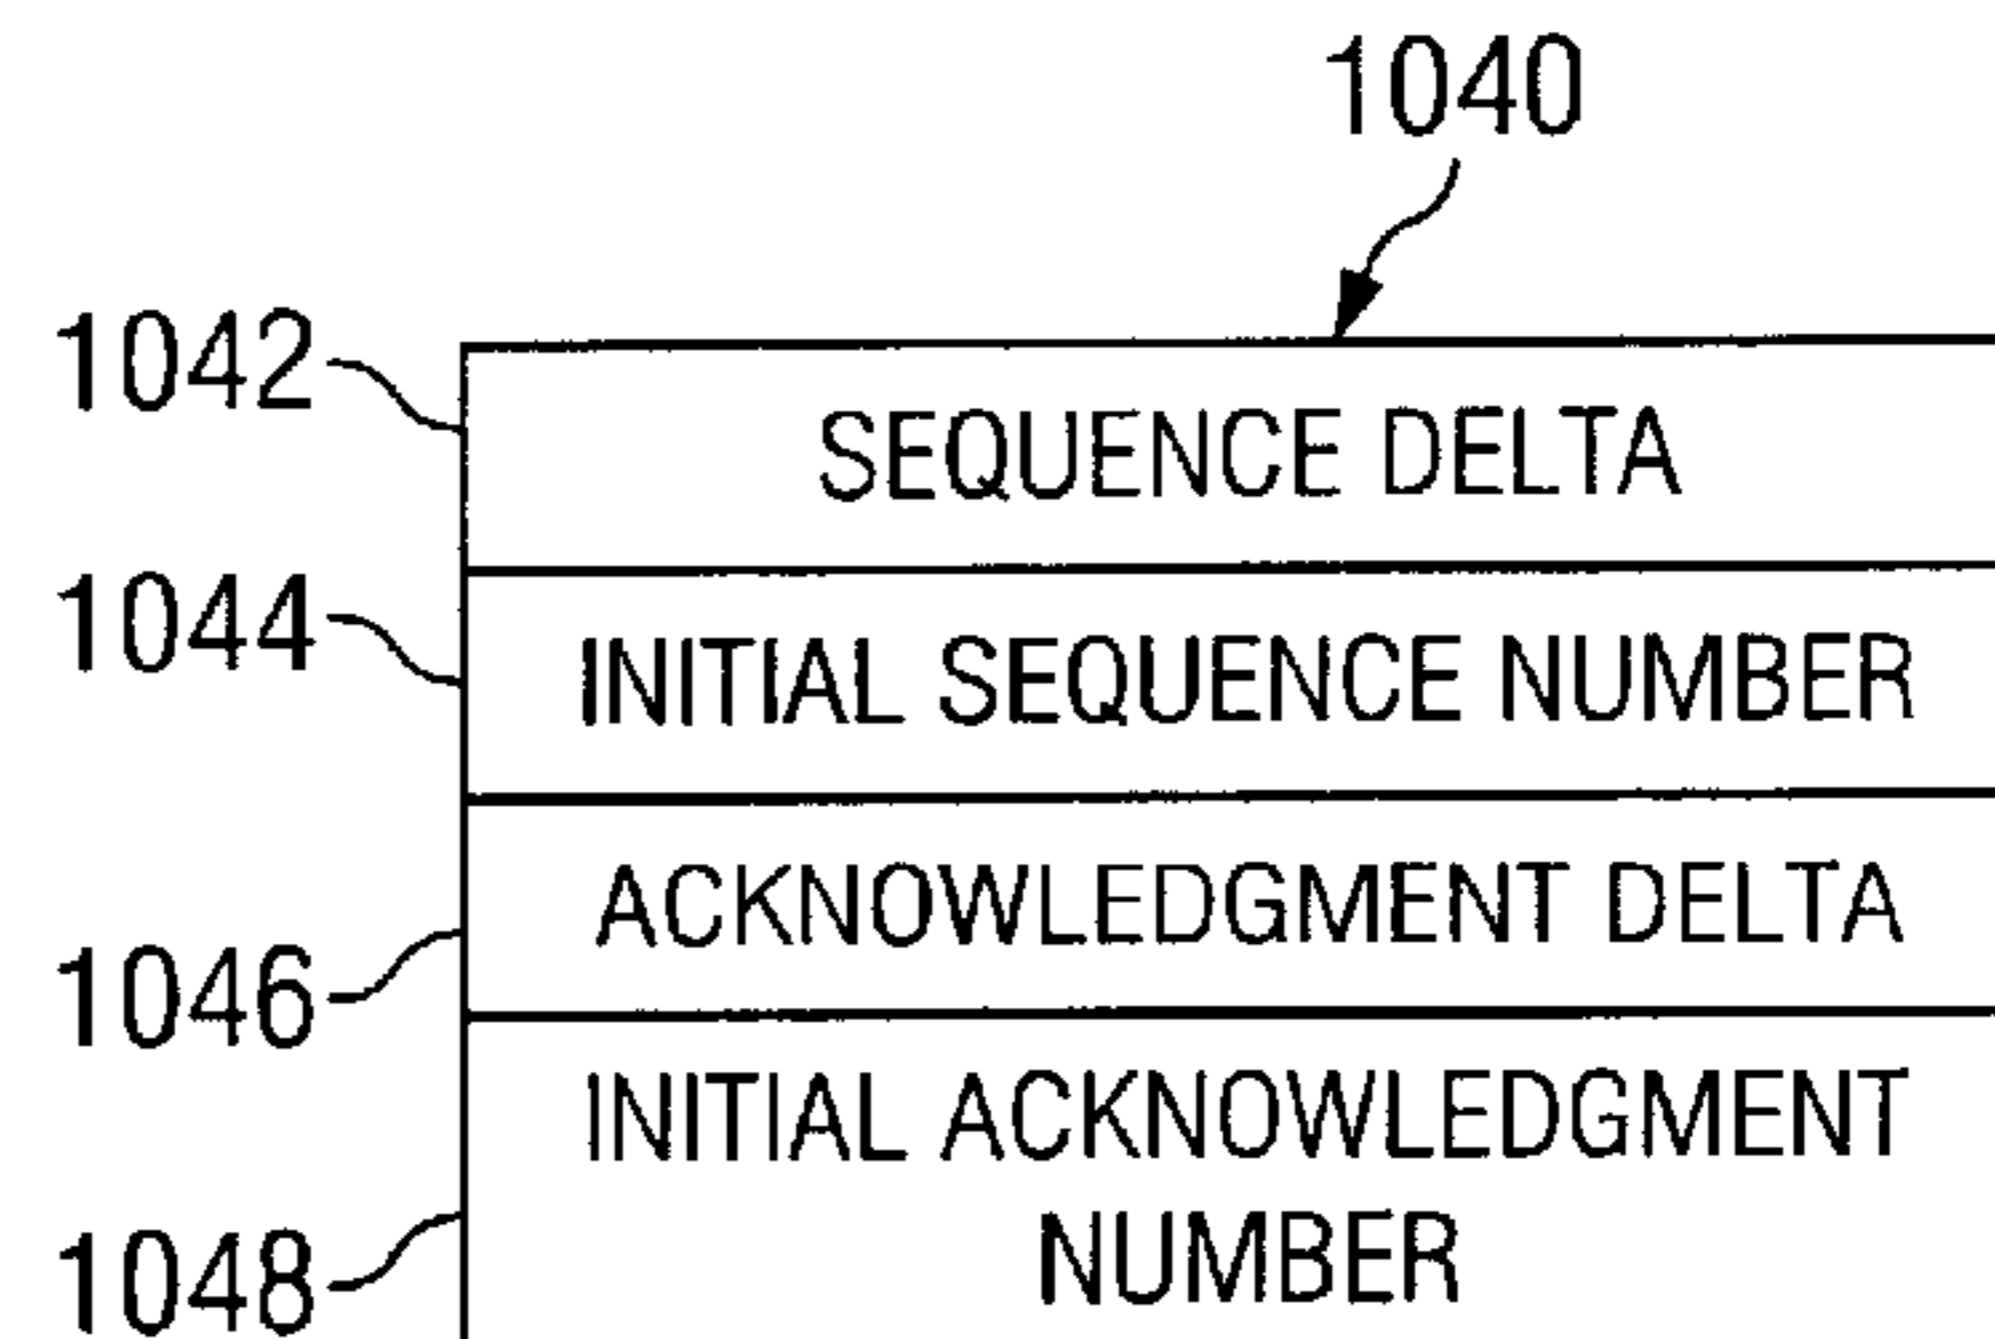 1040
1042
SEQUENCE DELTA
1044
INITIAL SEQUENCE NUMBER
ACKNOWLEDGMENT DELTA
1046
INITIAL ACKNOWLEDGMENT
NUMBER
1048